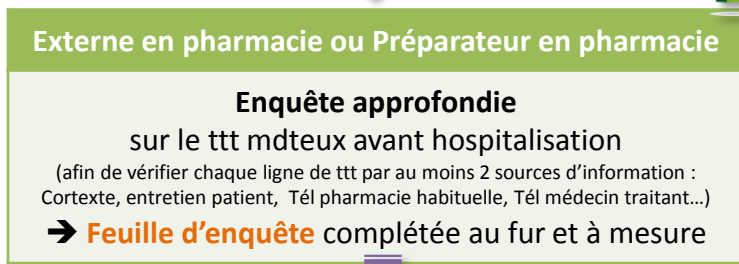 Externe en pharmacie ou Préparateur en pharmacie
Enquête approfondie
sur le ttt mdteux avant hospitalisation
(afin de vérifier chaque ligne de ttt par au moins 2 sources d’information :
Cortexte, entretien patient, Tél pharmacie habituelle, Tél médecin traitant…)
➔ Feuille d’enquête complétée au fur et à mesure